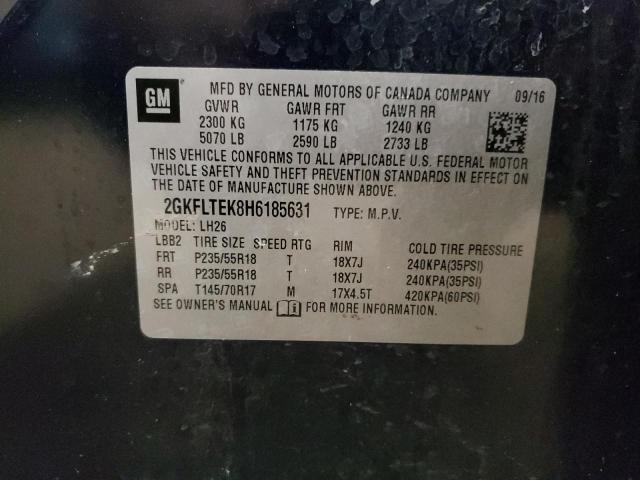 GM
MFD BY GENERAL MOTORS OF CANADA COMPANY 09/16
GVWR GAWR FRT GAWR RR
2300 KG 1175 KG 1240 KG
5070 LB 2590 LB 2733 LB
THIS VEHICLE CONFORMS TO ALL APPLICABLE U.S. FEDERAL MOTOR
VEHICLE SAFETY AND THEFT PREVENTION STANDARDS IN EFFECT ON
THE DATE OF MANUFACTURE SHOWN ABOVE.
2GKFLTEK8H6185631 TYPE: M.P.V.
MODEL: LH26
LBB2 TIRE SIZE SPEED RTG RIM COLD TIRE PRESSURE
FRT P235/55R18 T 18X7J 240KPA(35PSI)
RR P235/55R18 T 18X7J 240KPA(35PSI)
SPA T145/70R17 M 17X4.5T 420KPA(60PSI)
SEE OWNER'S MANUAL FOR MORE INFORMATION.